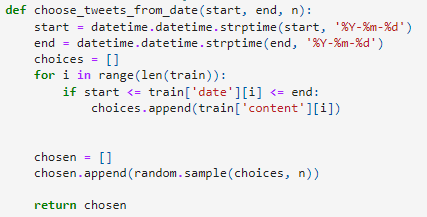 def choose_tweets_from_date(start, end, n):
    start = datetime.datetime.strptime(start, '%Y-%m-%d')
    end = datetime.datetime.strptime(end, '%Y-%m-%d')
    choices = []
    for i in range(len(train)):
        if start <= train['date'][i] <= end:
            choices.append(train['content'][i])
    chosen = []
    chosen.append(random.sample(choices, n))
    return chosen